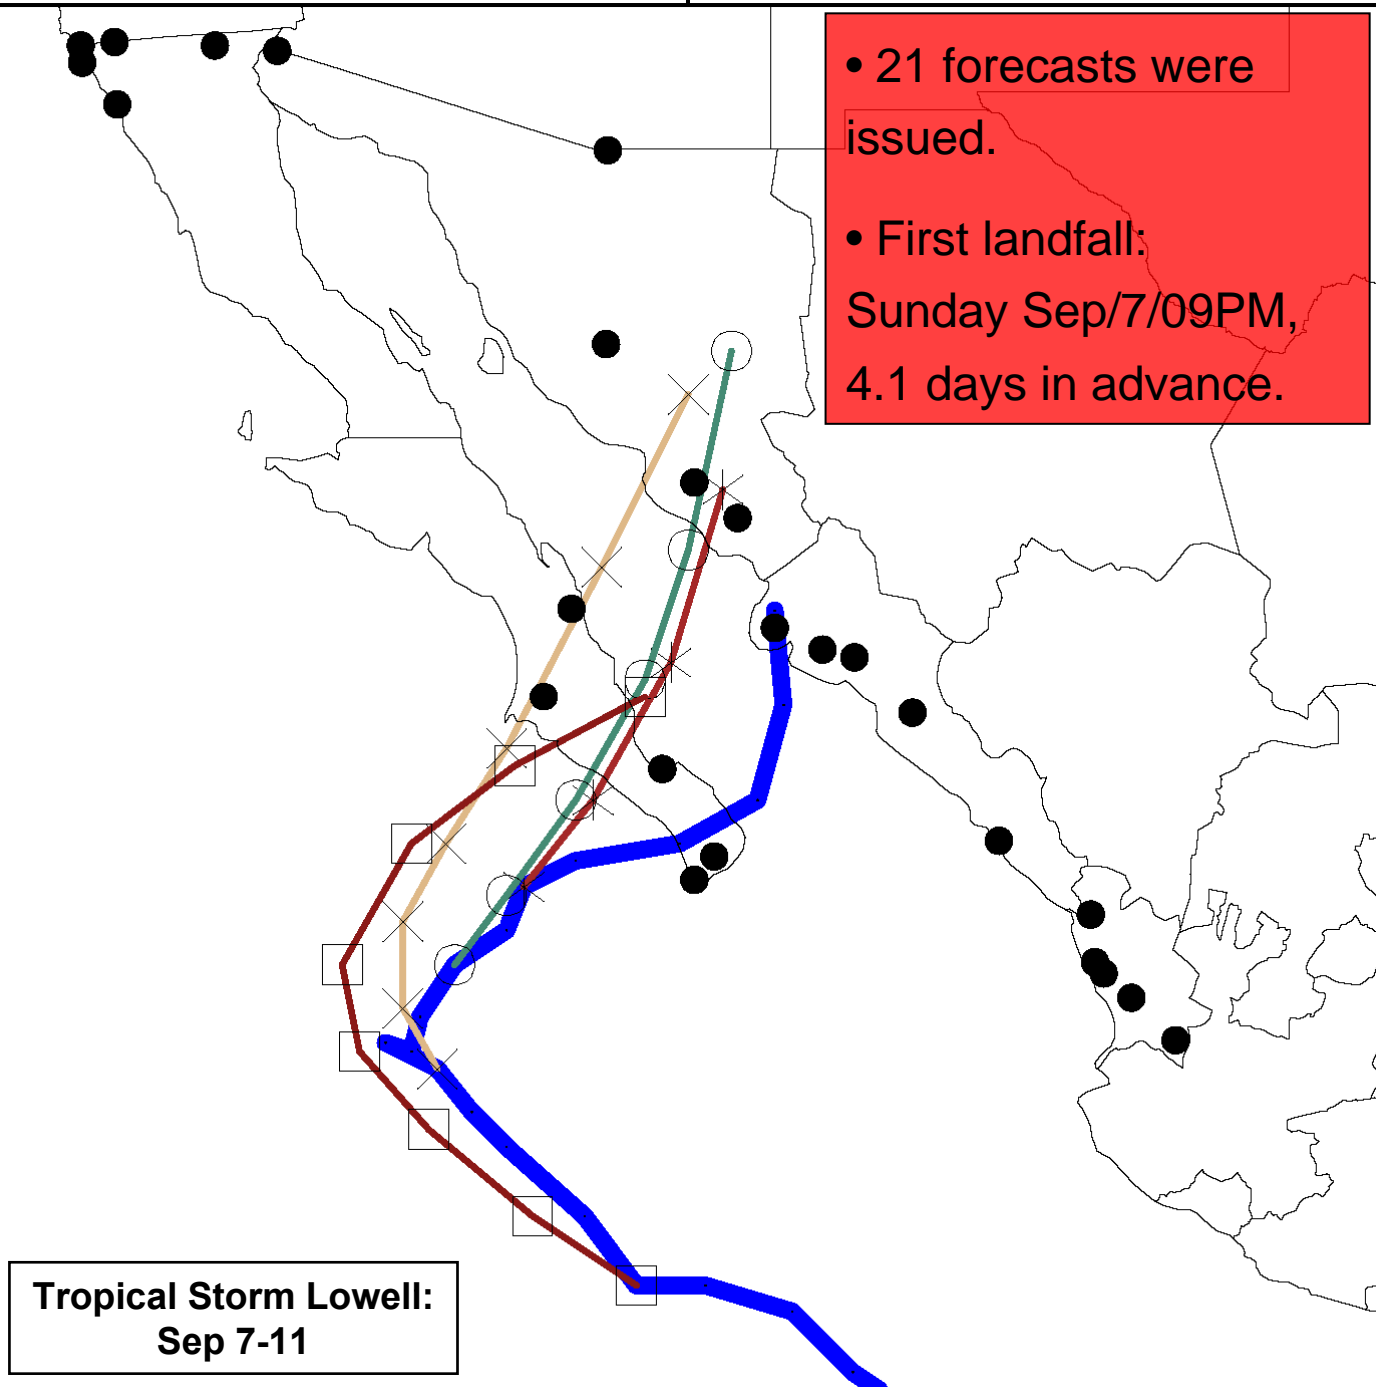 • 21 forecasts were
issued.
• First landfall:
Sunday Sep/7/09PM,
4.1 days in advance.
Tropical Storm Lowell:
Sep 7-11